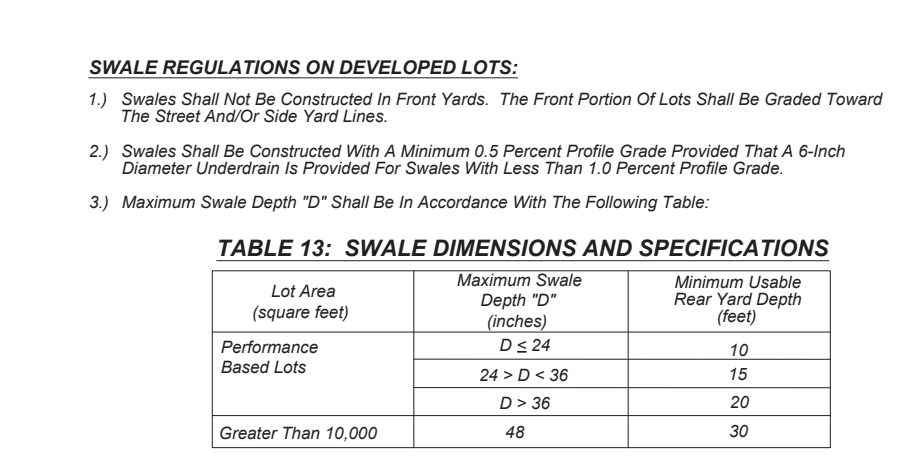 SWALE REGULATIONS ON DEVELOPED LOTS:
1.) Swales Shall Not Be Constructed In Front Yards. The Front Portion Of Lots Shall Be Graded Toward
The Street And/Or Side Yard Lines.
2.) Swales Shall Be Constructed With A Minimum 0.5 Percent Profile Grade Provided That A 6-Inch
Diameter Underdrain Is Provided For Swales With Less Than 1.0 Percent Profile Grade.
3.) Maximum Swale Depth "D" Shall Be In Accordance With The Following Table:
TABLE 13: SWALE DIMENSIONS AND SPECIFICATIONS
Lot Area
(square feet)
Maximum Swale
Depth "D"
(inches)
Minimum Usable
Rear Yard Depth
(feet)
Performance
Based Lots
D ≤ 24
10
24 > D < 36
15
D > 36
20
Greater Than 10,000
48
30